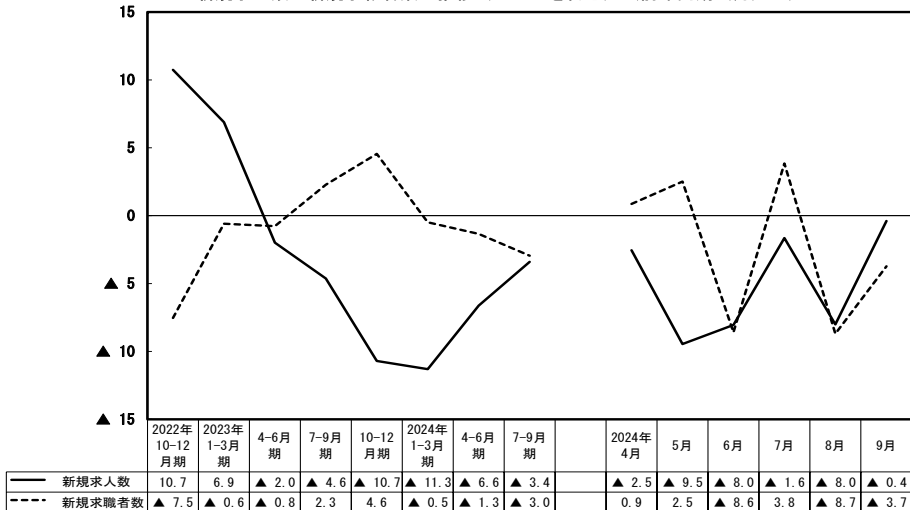 15
10
5
0
▲ 5
▲ 10
▲ 15
2022年 10-12 月期 2023年 1-3月 期 4-6月 期 7-9月 期 10-12 月期 2024年 1-3月 期 4-6月 期 7-9月 期 2024年 4月 5月 6月 7月 8月 9月
新規求人数 10.7 6.9 ▲ 2.0 ▲ 4.6 ▲ 10.7 ▲ 11.3 ▲ 6.6 ▲ 3.4 ▲ 2.5 ▲ 9.5 ▲ 8.0 ▲ 1.6 ▲ 8.0 ▲ 0.4
新規求職者数 ▲ 7.5 ▲ 0.6 ▲ 0.8 2.3 4.6 ▲ 0.5 ▲ 1.3 ▲ 3.0 0.9 2.5 ▲ 8.6 3.8 ▲ 8.7 ▲ 3.7